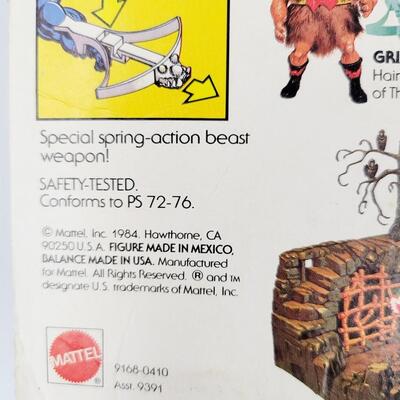 GRI
Hair
of Th
Special spring-action beast
weapon!
SAFETY-TESTED.
Conforms to PS 72-76.
© Mattel, Inc. 1984. Hawthorne, CA
90250 U.S.A. FIGURE MADE IN MEXICO,
BALANCE MADE IN USA. Manufactured
for Mattel. All Rights Reserved. ® and TM
designate U.S. trademarks of Mattel, Inc.
MATTEL®
9168-0410
Asst. 9391